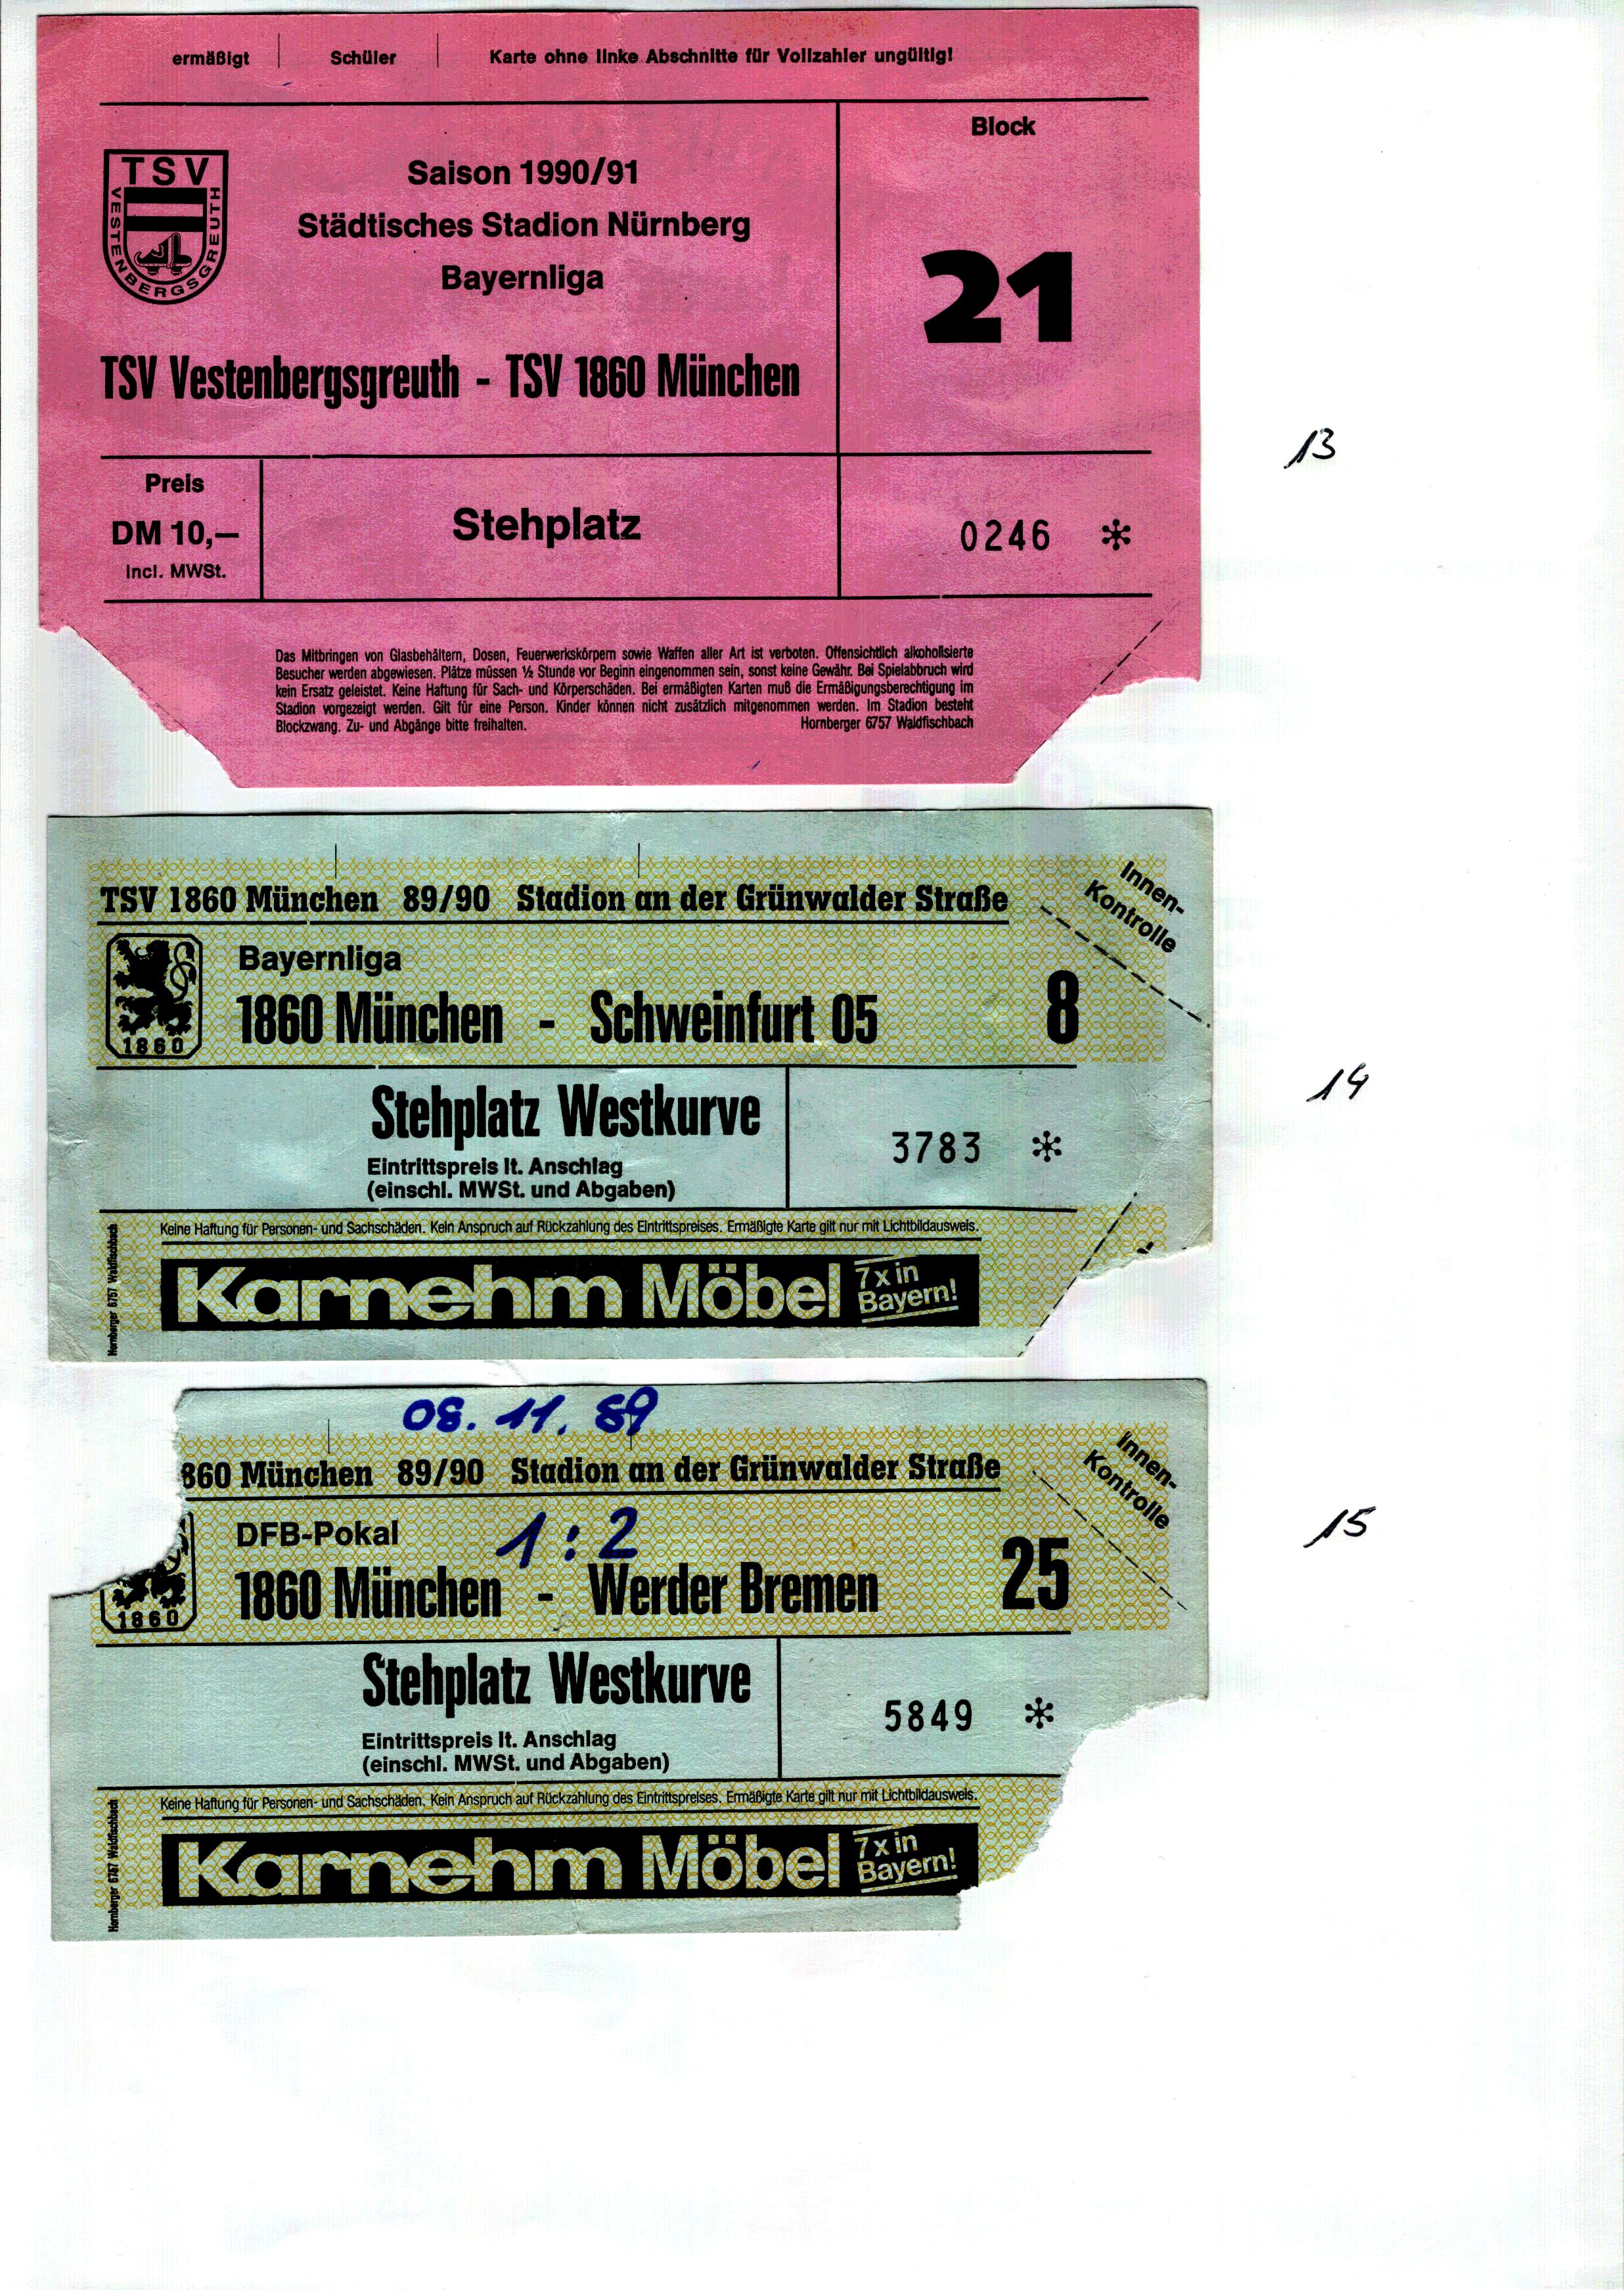 ermäßigt Schüler Karte ohne linke Abschnitte für Vollzahler ungültig!
Block
TSV VESTENBERGSGREUTH
Saison 1990/91
Städtisches Stadion Nürnberg
Bayernliga
21
TSV Vestenbergsgreuth - TSV 1860 München
13
Preis
DM 10,—
incl. MWSt.
Stehplatz
0246 *
Das Mitbringen von Glasbehältern, Dosen, Feuerwerkskörpern sowie Waffen aller Art ist verboten. Offensichtlich alkoholisierte
Besucher werden abgewiesen. Plätze müssen ½ Stunde vor Beginn eingenommen sein, sonst keine Gewähr. Bei Spielabbruch wird
kein Ersatz geleistet. Keine Haftung für Sach- und Körperschäden. Bei ermäßigten Karten muß die Ermäßigungsberechtigung im
Stadion vorgezeigt werden. Gilt für eine Person. Kinder können nicht zusätzlich mitgenommen werden. Im Stadion besteht
Blockzwang. Zu- und Abgänge bitte freihalten. Hornberger 6757 Waldfischbach
Innen-
Kontrolle
TSV 1860 München 89/90 Stadion an der Grünwalder Straße
Bayernliga
1860 München - Schweinfurt 05 8
1860
14
Stehplatz Westkurve
3783 *
Eintrittspreis lt. Anschlag
(einschl. MWSt. und Abgaben)
Keine Haftung für Personen- und Sachschäden. Kein Anspruch auf Rückzahlung des Eintrittspreises. Ermäßigte Karte gilt nur mit Lichtbildausweis.
Hornberger 6757 Waldfischbach
Karnehm Möbel 7 x in
Bayern!
08. 11. 89
Innen-
Kontrolle
860 München 89/90 Stadion an der Grünwalder Straße
DFB-Pokal 1:2
1860 München - Werder Bremen 25
1860
15
Stehplatz Westkurve
5849 *
Eintrittspreis lt. Anschlag
(einschl. MWSt. und Abgaben)
Keine Haftung für Personen- und Sachschäden. Kein Anspruch auf Rückzahlung des Eintrittspreises. Ermäßigte Karte gilt nur mit Lichtbildausweis.
Hornberger 6757 Waldfischbach
Karnehm Möbel 7 x in
Bayern!